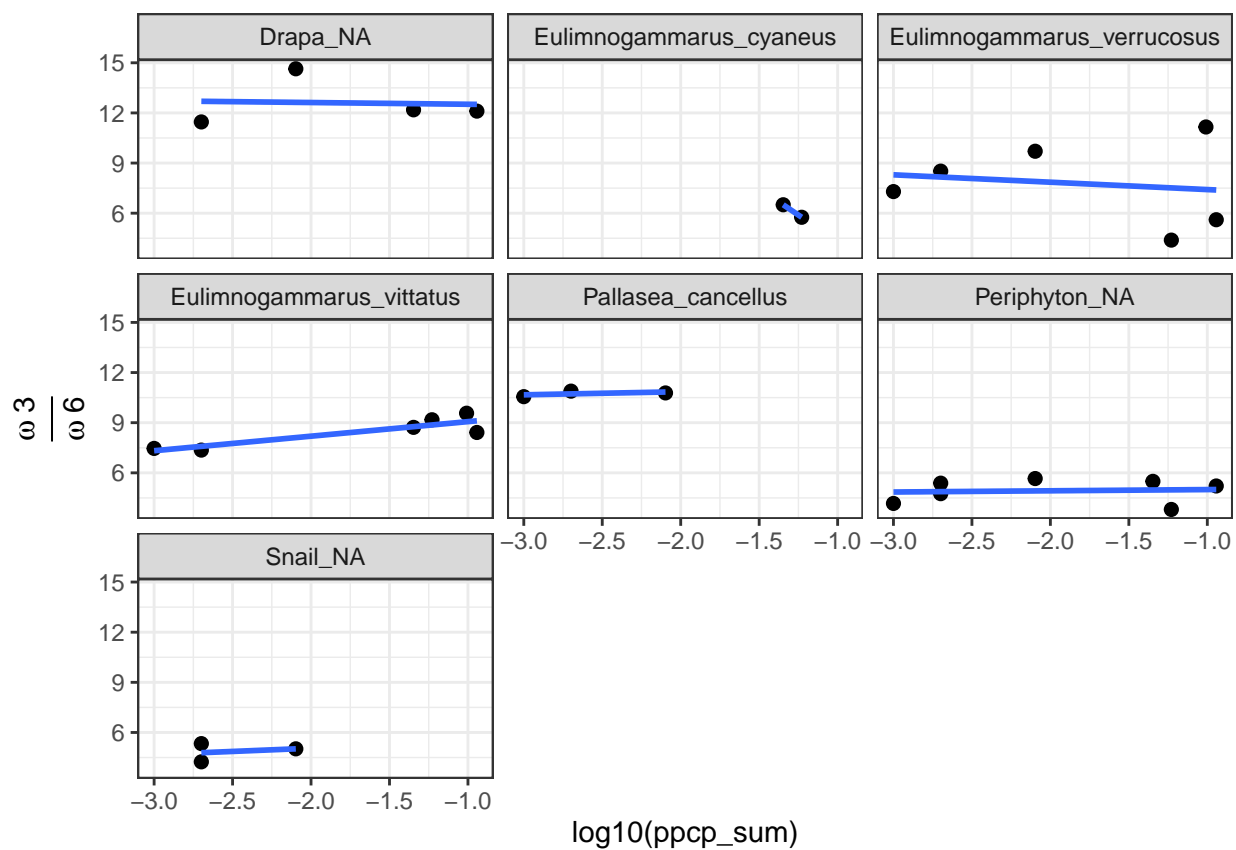 Drapa_NA
Eulimnogammarus_cyaneus
Eulimnogammarus_verrucosus
15
12
9
6
Eulimnogammarus_vittatus
Pallasea_cancellus
Periphyton_NA
15
12
9
6
ω 3
ω 6
−3.0 −2.5 −2.0 −1.5 −1.0
−3.0 −2.5 −2.0 −1.5 −1.0
Snail_NA
15
12
9
6
−3.0 −2.5 −2.0 −1.5 −1.0
log10(ppcp_sum)